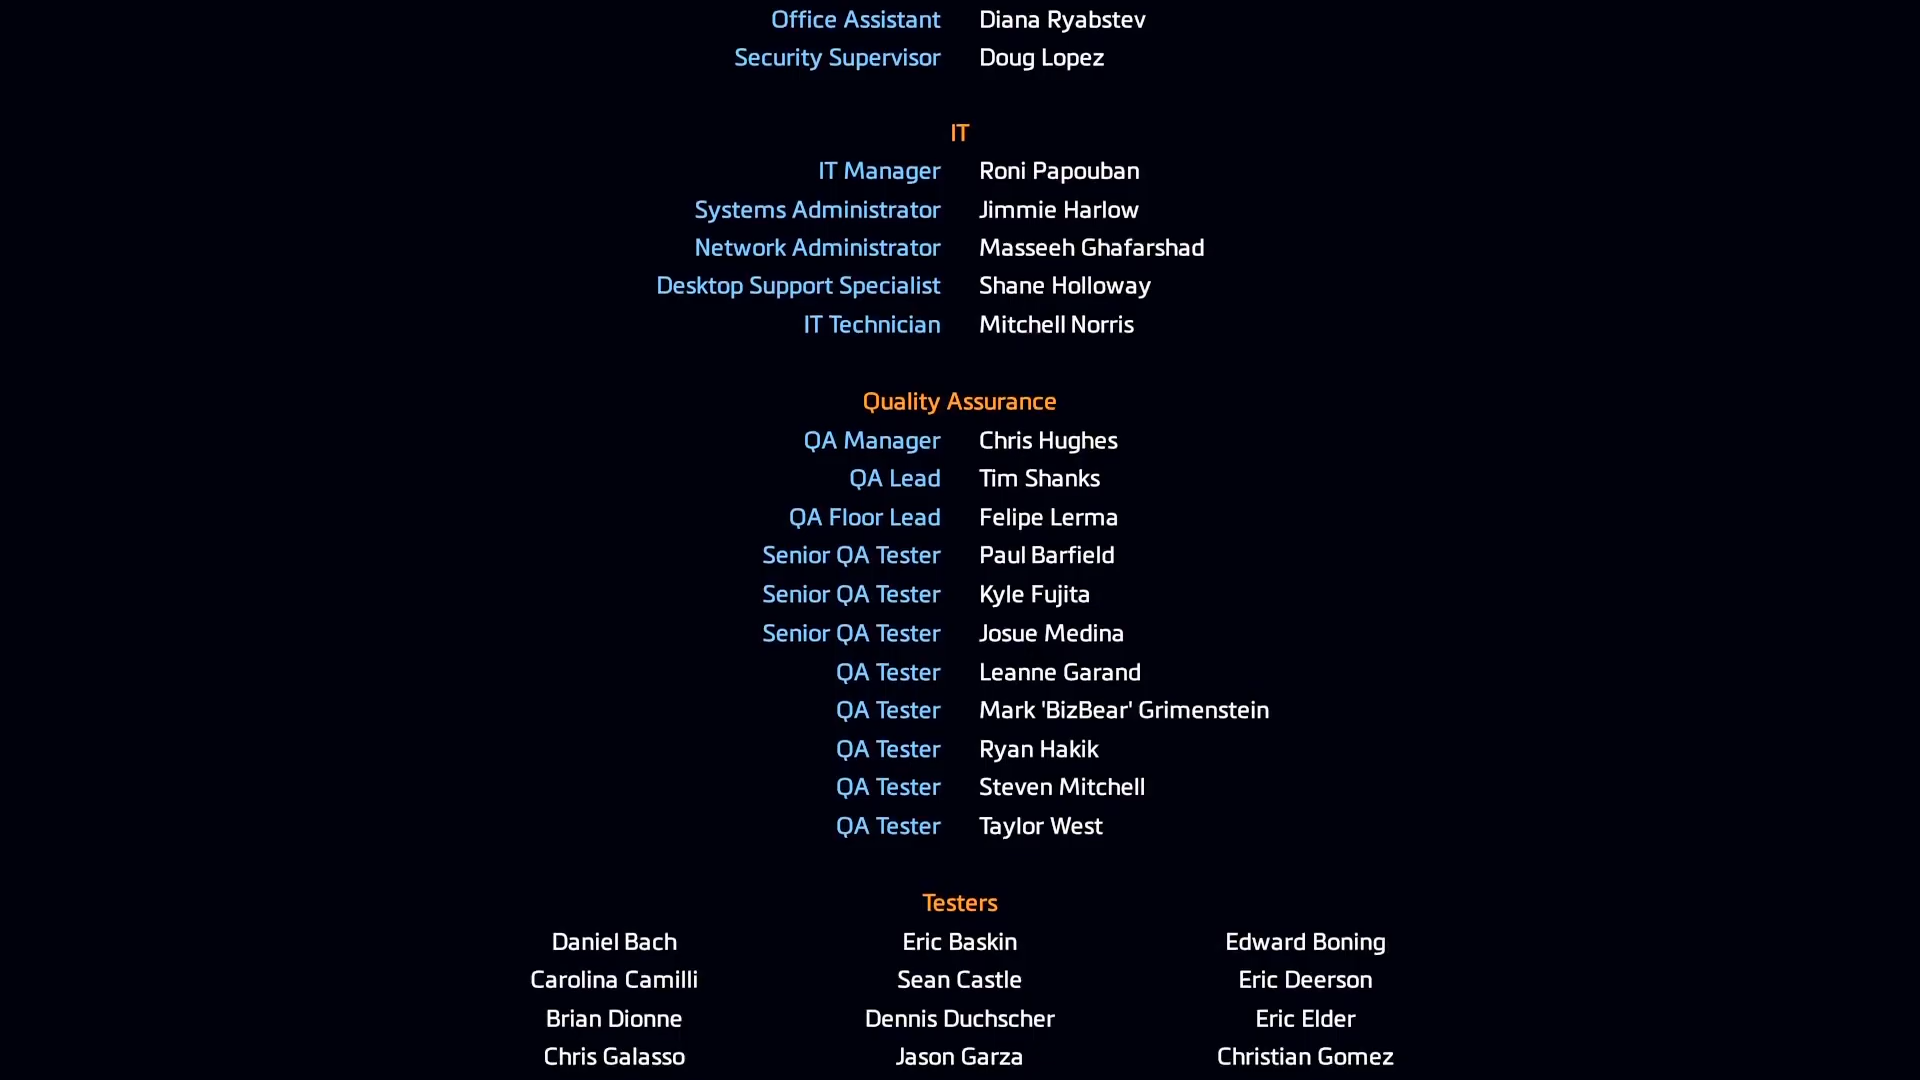 Office Assistant Diana Ryabstev
Security Supervisor Doug Lopez
IT
IT Manager Roni Papouban
Systems Administrator Jimmie Harlow
Network Administrator Masseeh Ghafarshad
Desktop Support Specialist Shane Holloway
IT Technician Mitchell Norris
Quality Assurance
QA Manager Chris Hughes
QA Lead Tim Shanks
QA Floor Lead Felipe Lerma
Senior QA Tester Paul Barfield
Senior QA Tester Kyle Fujita
Senior QA Tester Josue Medina
QA Tester Leanne Garand
QA Tester Mark 'BizBear' Grimenstein
QA Tester Ryan Hakik
QA Tester Steven Mitchell
QA Tester Taylor West
Testers
Daniel Bach Eric Baskin Edward Boning
Carolina Camilli Sean Castle Eric Deerson
Brian Dionne Dennis Duchscher Eric Elder
Chris Galasso Jason Garza Christian Gomez